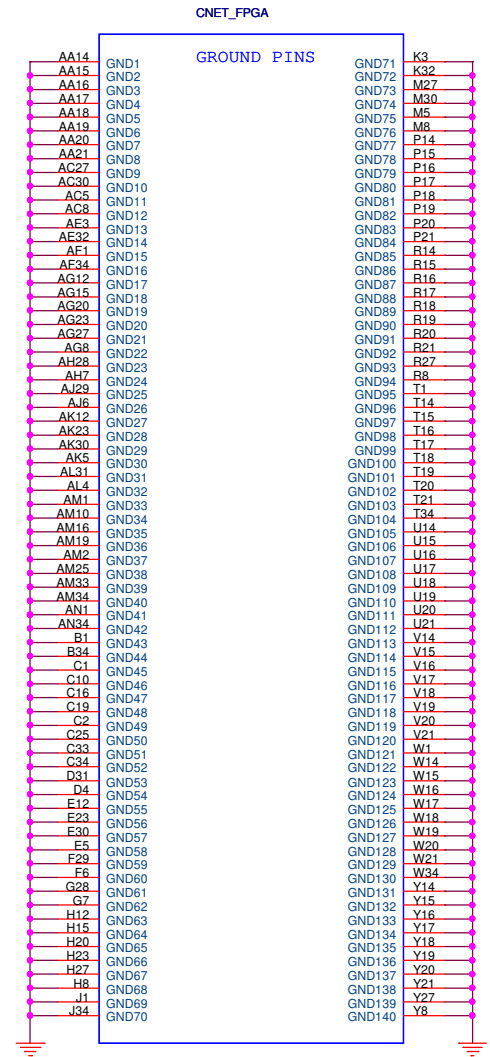 CNET_FPGA
GROUND PINS
AA14 GND1 GND71 K3
AA15 GND2 GND72 K32
AA16 GND3 GND73 M27
AA17 GND4 GND74 M30
AA18 GND5 GND75 M5
AA19 GND6 GND76 M8
AA20 GND7 GND77 P14
AA21 GND8 GND78 P15
AC27 GND9 GND79 P16
AC30 GND10 GND80 P17
AC5 GND11 GND81 P18
AC8 GND12 GND82 P19
AE3 GND13 GND83 P20
AE32 GND14 GND84 P21
AF1 GND15 GND85 R14
AF34 GND16 GND86 R15
AG12 GND17 GND87 R16
AG15 GND18 GND88 R17
AG20 GND19 GND89 R18
AG23 GND20 GND90 R19
AG27 GND21 GND91 R20
AG8 GND22 GND92 R21
AH28 GND23 GND93 R27
AH7 GND24 GND94 R8
AJ29 GND25 GND95 T1
AJ6 GND26 GND96 T14
AK12 GND27 GND97 T15
AK23 GND28 GND98 T16
AK30 GND29 GND99 T17
AK5 GND30 GND100 T18
AL31 GND31 GND101 T19
AL4 GND32 GND102 T20
AM1 GND33 GND103 T21
AM10 GND34 GND104 T34
AM16 GND35 GND105 U14
AM19 GND36 GND106 U15
AM2 GND37 GND107 U16
AM25 GND38 GND108 U17
AM33 GND39 GND109 U18
AM34 GND40 GND110 U19
AN1 GND41 GND111 U20
AN34 GND42 GND112 U21
B1 GND43 GND113 V14
B34 GND44 GND114 V15
C1 GND45 GND115 V16
C10 GND46 GND116 V17
C16 GND47 GND117 V18
C19 GND48 GND118 V19
C2 GND49 GND119 V20
C25 GND50 GND120 V21
C33 GND51 GND121 W1
C34 GND52 GND122 W14
D31 GND53 GND123 W15
D4 GND54 GND124 W16
E12 GND55 GND125 W17
E23 GND56 GND126 W18
E30 GND57 GND127 W19
E5 GND58 GND128 W20
F29 GND59 GND129 W21
F6 GND60 GND130 W34
G28 GND61 GND131 Y14
G7 GND62 GND132 Y15
H12 GND63 GND133 Y16
H15 GND64 GND134 Y17
H20 GND65 GND135 Y18
H23 GND66 GND136 Y19
H27 GND67 GND137 Y20
H8 GND68 GND138 Y21
J1 GND69 GND139 Y27
J34 GND70 GND140 Y8